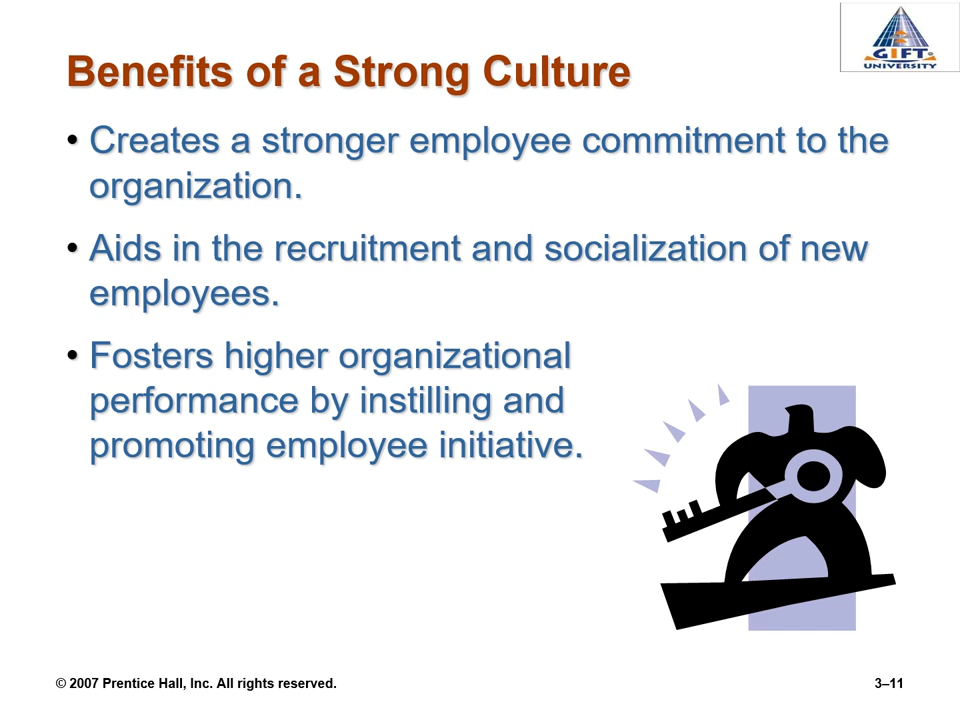 GIFT
UNIVERSITY
Benefits of a Strong Culture
• Creates a stronger employee commitment to the
organization.
• Aids in the recruitment and socialization of new
employees.
• Fosters higher organizational
performance by instilling and
promoting employee initiative.
© 2007 Prentice Hall, Inc. All rights reserved.
3–11